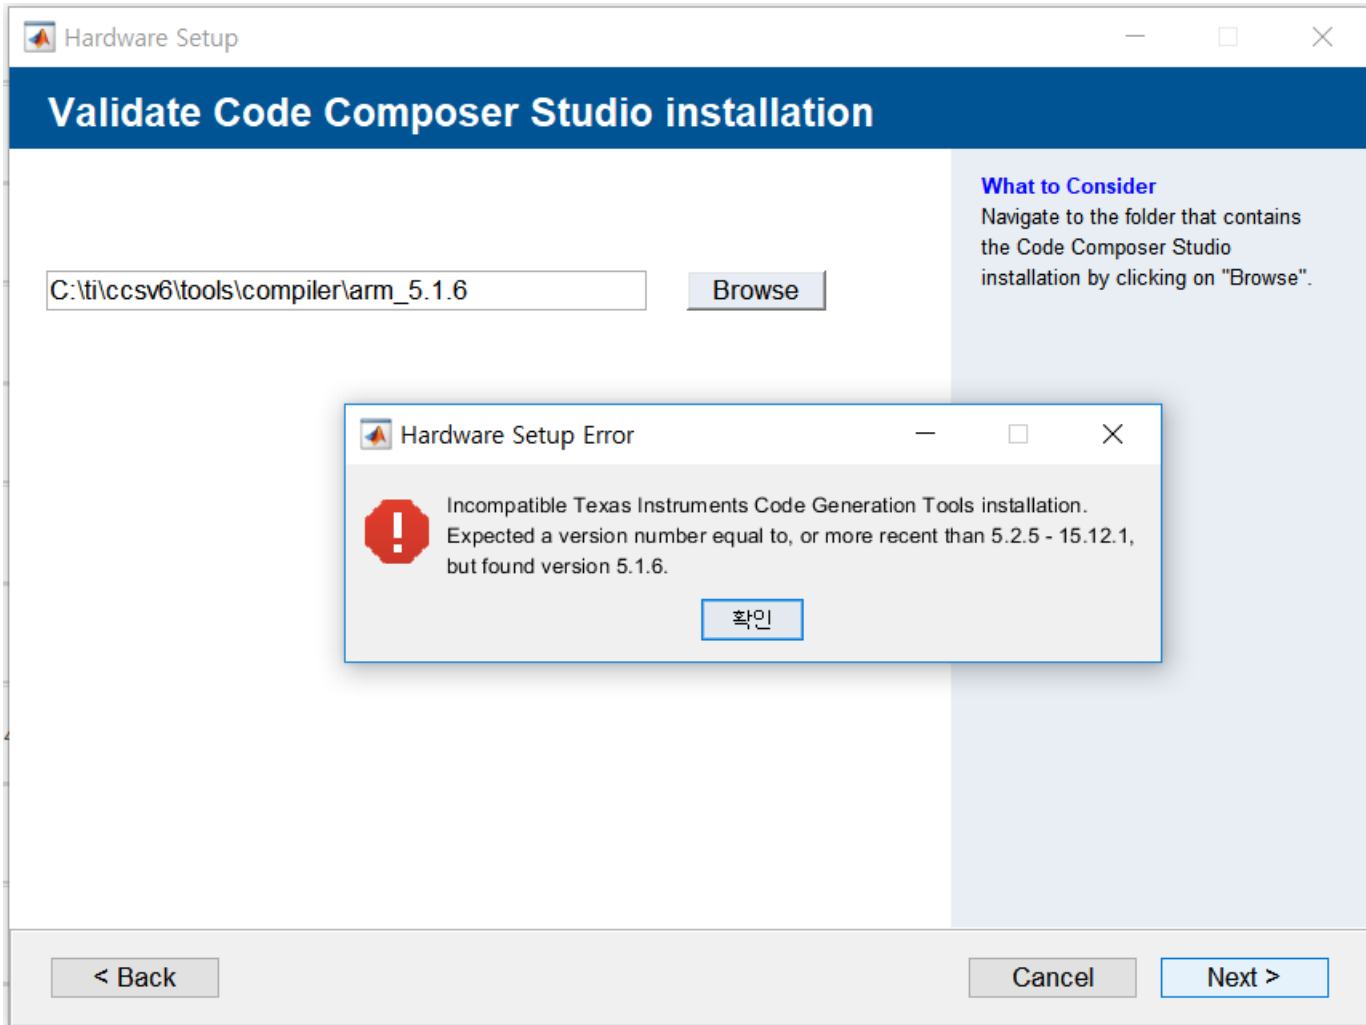 Hardware Setup
Validate Code Composer Studio installation
C:\ti\ccsv6\tools\compiler\arm_5.1.6
Browse
What to Consider
Navigate to the folder that contains
the Code Composer Studio
installation by clicking on "Browse".
Hardware Setup Error
Incompatible Texas Instruments Code Generation Tools installation.
Expected a version number equal to, or more recent than 5.2.5 - 15.12.1,
but found version 5.1.6.
확인
< Back
Cancel
Next >